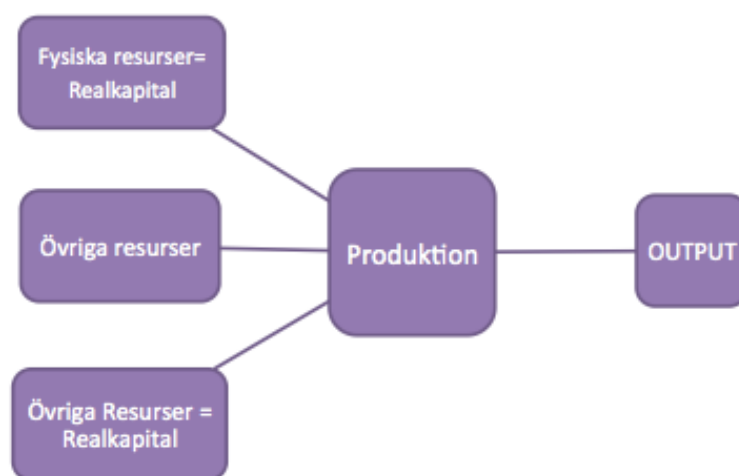 Fysiska resurser=
Realkapital
Övriga resurser
Produktion
OUTPUT
Övriga Resurser =
Realkapital